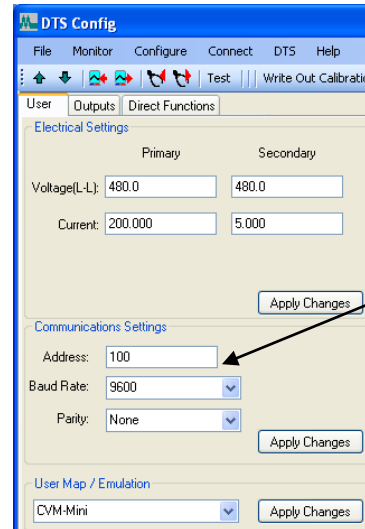 DTS Config
File Monitor Configure Connect DTS Help
Test Write Out Calibratio
User Outputs Direct Functions
Electrical Settings
Primary Secondary
Voltage(L-L): 480.0 480.0
Current: 200.000 5.000
Apply Changes
Communications Settings
Address: 100
Baud Rate: 9600
Parity: None
Apply Changes
User Map / Emulation
CVM-Mini Apply Changes